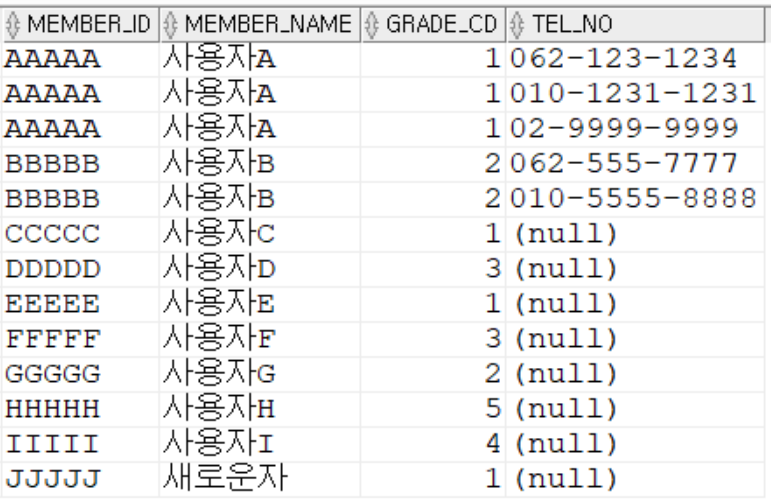 MEMBER_ID MEMBER_NAME GRADE_CD TEL_NO
AAAAA 사용자A 1 062-123-1234
AAAAA 사용자A 1 010-1231-1231
AAAAA 사용자A 1 02-9999-9999
BBBBB 사용자B 2 062-555-7777
BBBBB 사용자B 2 010-5555-8888
CCCCC 사용자C 1 (null)
DDDDD 사용자D 3 (null)
EEEEE 사용자E 1 (null)
FFFFF 사용자F 3 (null)
GGGGG 사용자G 2 (null)
HHHHH 사용자H 5 (null)
IIIII 사용자I 4 (null)
JJJJJ 새로운자 1 (null)